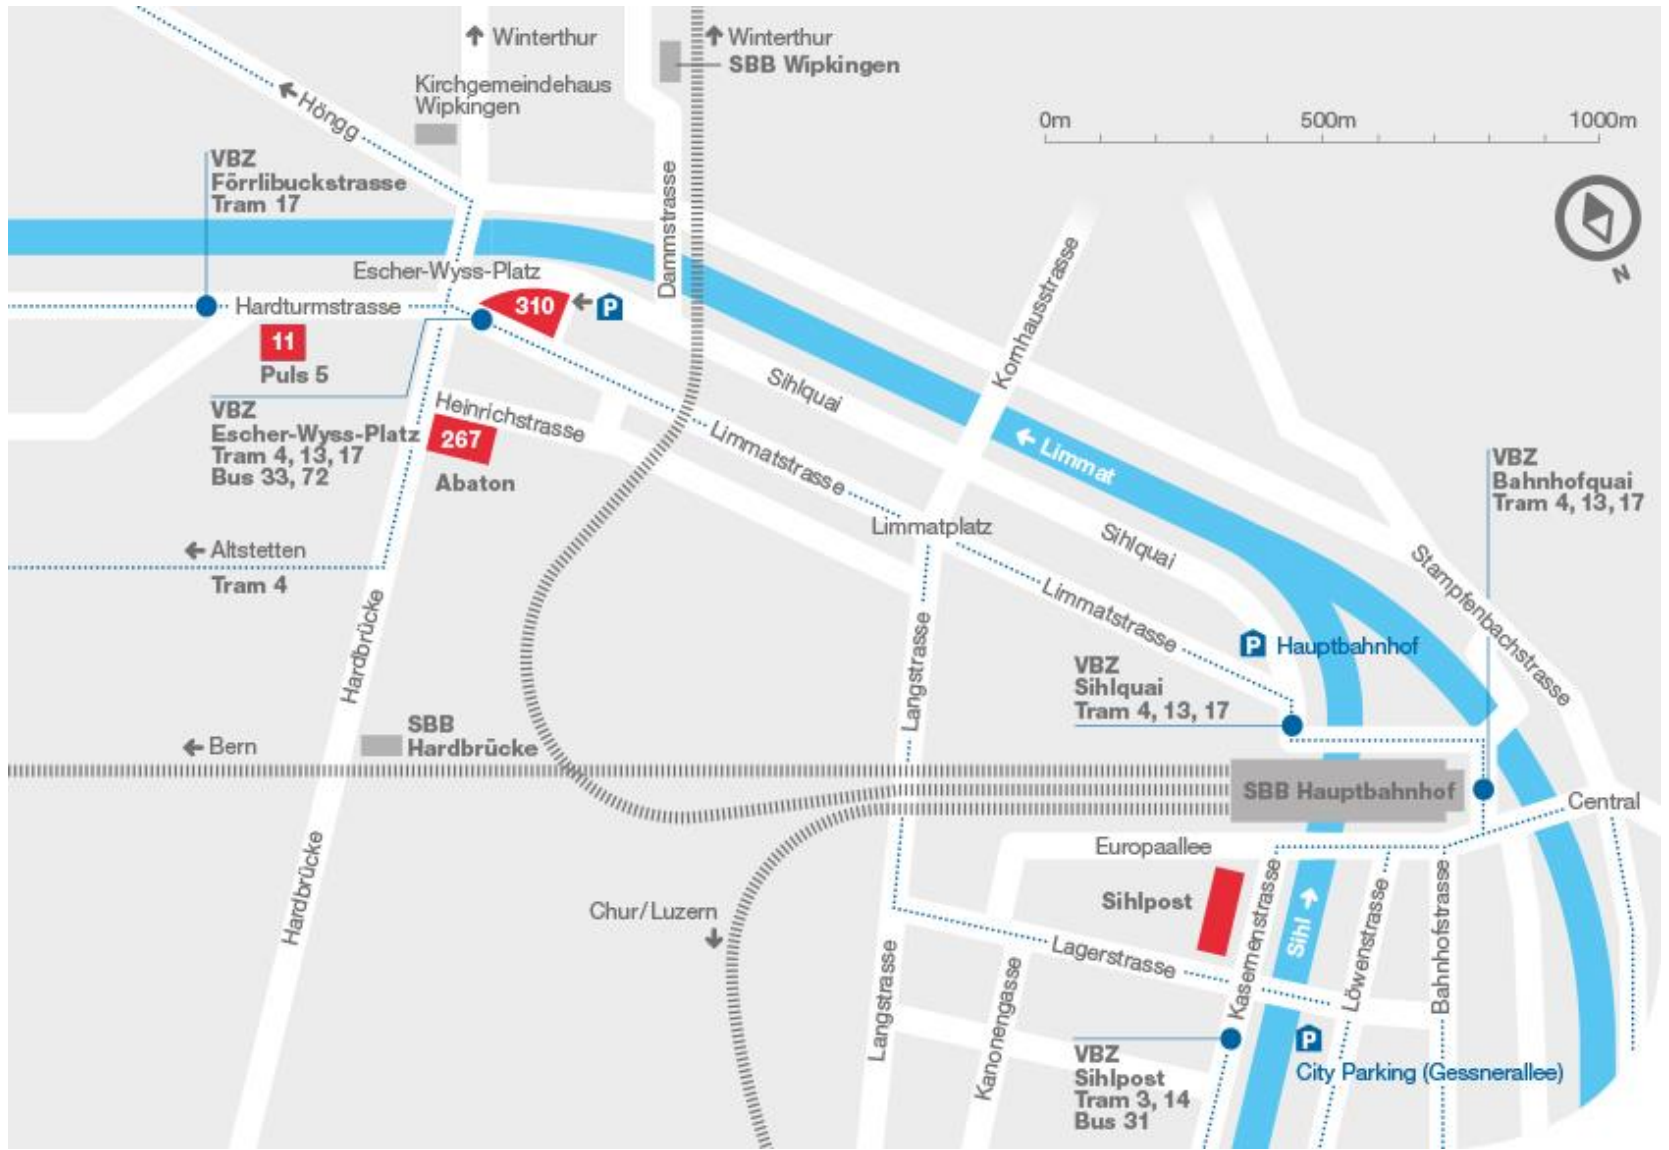 Winterthur
Winterthur
SBB Wipkingen
Kirchgemeindehaus
Wipkingen
Höngg
0m
500m
1000m
VBZ
Förrlibuckstrasse
Tram 17
Dammstrasse
N
Escher-Wyss-Platz
Hardturmstrasse
310
P
11
Puls 5
Kornhausstrasse
Sihlquai
VBZ
Escher-Wyss-Platz
Tram 4, 13, 17
Bus 33, 72
Heinrichstrasse
267
Abaton
Limmatstrasse
Limmat
VBZ
Bahnhofquai
Tram 4, 13, 17
Limmatplatz
Sihlquai
Altstetten
Tram 4
Stampfenbachstrasse
Limmatstrasse
Hardbrücke
Langstrasse
P
Hauptbahnhof
VBZ
Sihlquai
Tram 4, 13, 17
SBB
Hardbrücke
Bern
SBB Hauptbahnhof
Central
Europaallee
Hardbrücke
Sihlpost
Chur/Luzern
Kasernenstrasse
Sihl
Löwenstrasse
Bahnhofstrasse
Lagerstrasse
Langstrasse
Kanonengasse
P
City Parking (Gessnerallee)
VBZ
Sihlpost
Tram 3, 14
Bus 31